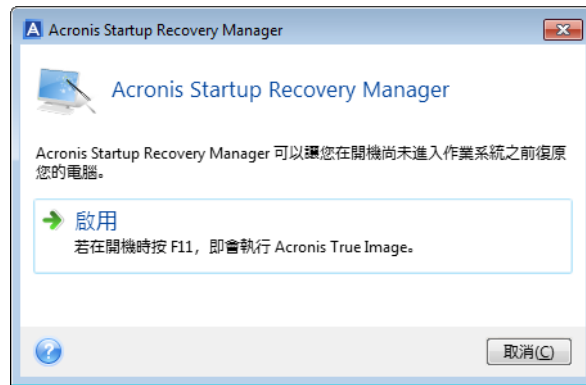 Acronis Startup Recovery Manager
Acronis Startup Recovery Manager
Acronis Startup Recovery Manager 可以讓您在開機尚未進入作業系統之前復原
您的電腦。
啟用
若在開機時按 F11，即會執行 Acronis True Image。
取消(C)